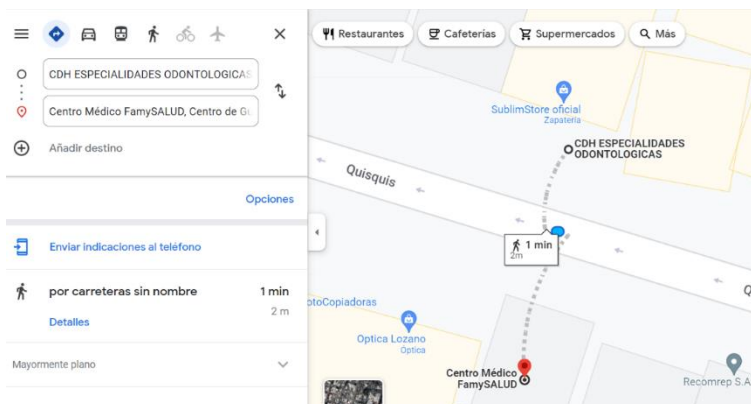 CDH ESPECIALIDADES ODONTOLOGICAS
Centro Médico FamySALUD, Centro de Gu
Añadir destino
Opciones
Enviar indicaciones al teléfono
por carreteras sin nombre 1 min
2 m
Detalles
Mayormente plano
Restaurantes Cafeterías Supermercados Más
SublimStore oficial
Zapatería
CDH ESPECIALIDADES
ODONTOLOGICAS
Quisquis
1 min
2m
otoCopiadoras
Optica Lozano
Óptica
Centro Médico
FamySALUD
Recomrep S.A
Q